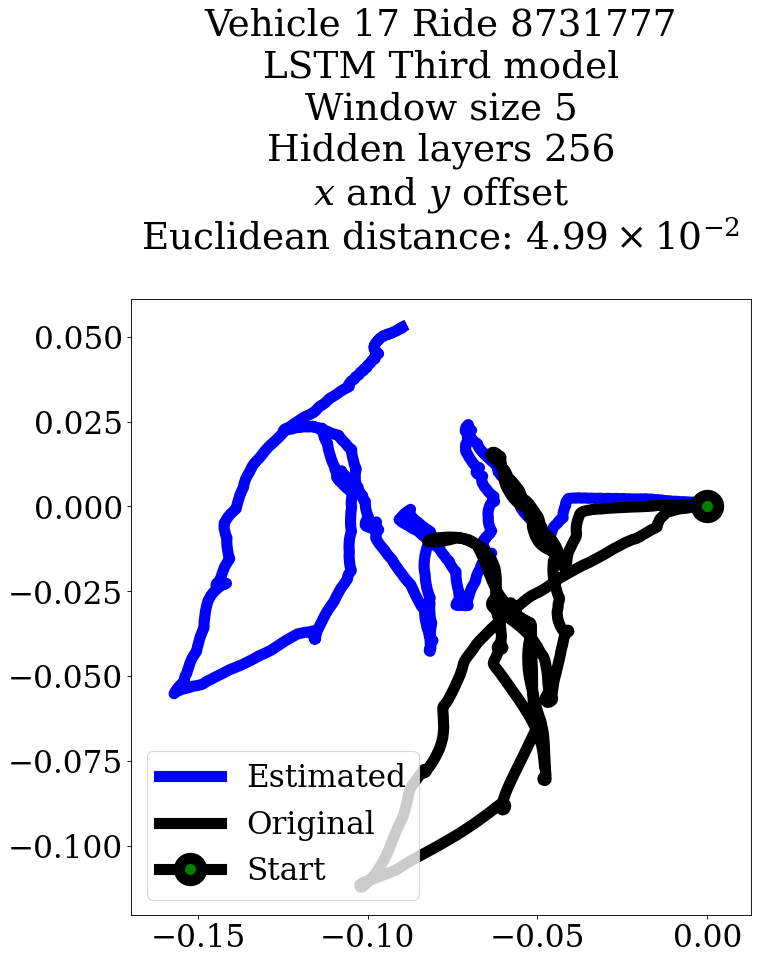 Vehicle 17 Ride 8731777
LSTM Third model
Window size 5
Hidden layers 256
x and y offset
Euclidean distance: 4.99 × 10⁻²
0.050
0.025
0.000
−0.025
−0.050
−0.075
−0.100
Estimated
Original
Start
−0.15
−0.10
−0.05
0.00